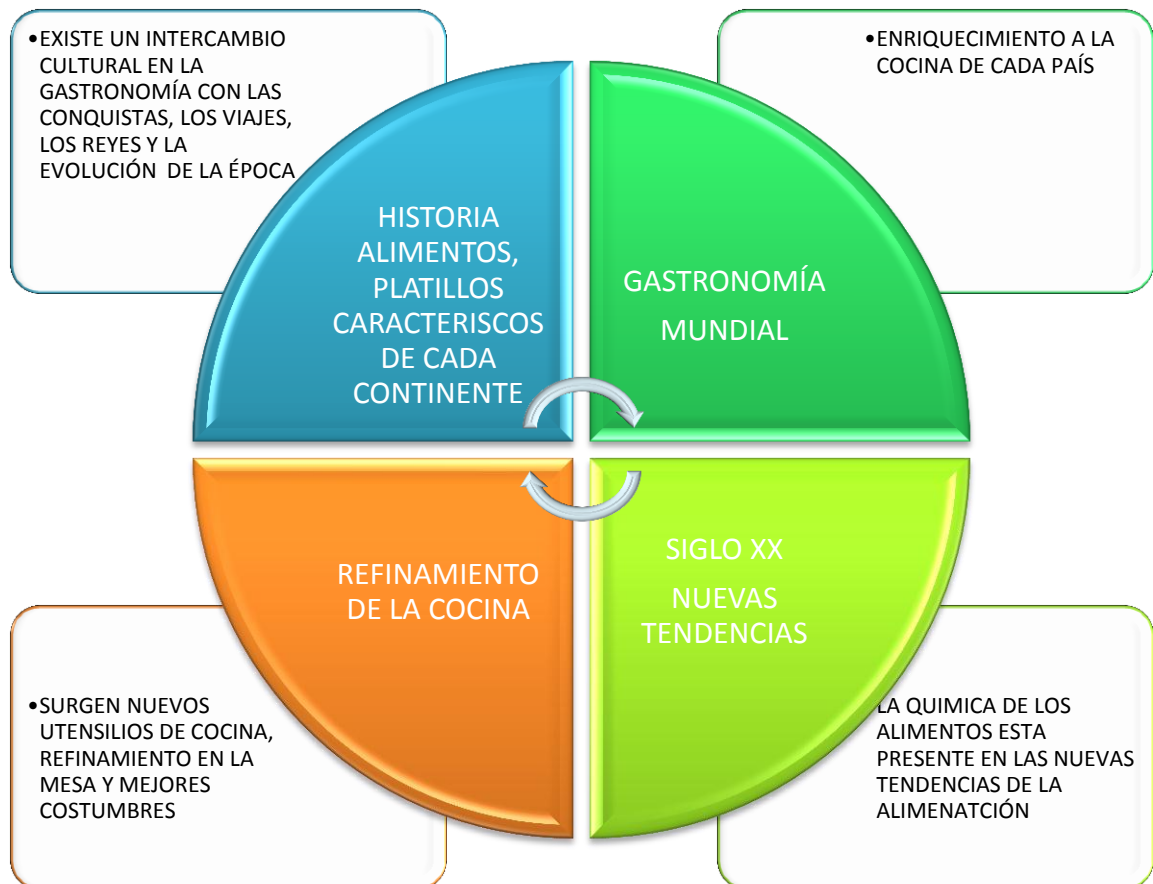 •EXISTE UN INTERCAMBIO
CULTURAL EN LA
GASTRONOMÍA CON LAS
CONQUISTAS, LOS VIAJES,
LOS REYES Y LA
EVOLUCIÓN DE LA ÉPOCA
•ENRIQUECIMIENTO A LA
COCINA DE CADA PAÍS
HISTORIA
ALIMENTOS,
PLATILLOS
CARACTERISCOS
DE CADA
CONTINENTE
GASTRONOMÍA
MUNDIAL
REFINAMIENTO
DE LA COCINA
SIGLO XX
NUEVAS
TENDENCIAS
•SURGEN NUEVOS
UTENSILIOS DE COCINA,
REFINAMIENTO EN LA
MESA Y MEJORES
COSTUMBRES
LA QUIMICA DE LOS
ALIMENTOS ESTA
PRESENTE EN LAS NUEVAS
TENDENCIAS DE LA
ALIMENATCIÓN